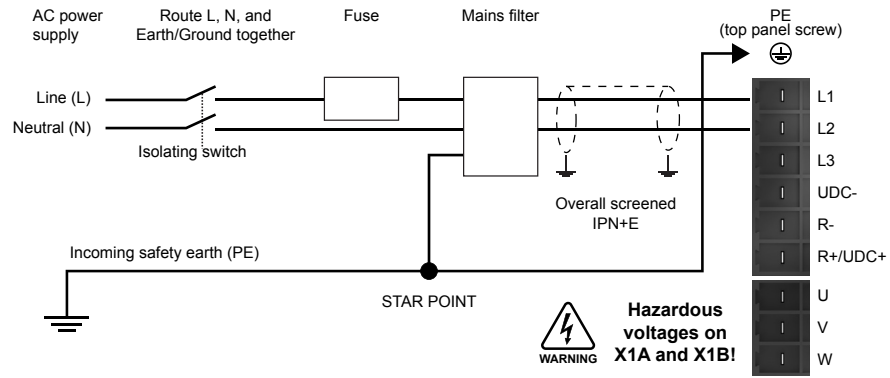 AC power
supply
Route L, N, and
Earth/Ground together
Fuse
Mains filter
PE
(top panel screw)
Line (L)
Neutral (N)
Isolating switch
L1
L2
L3
UDC-
R-
R+/UDC+
Overall screened
IPN+E
Incoming safety earth (PE)
STAR POINT
WARNING
Hazardous
voltages on
X1A and X1B!
U
V
W